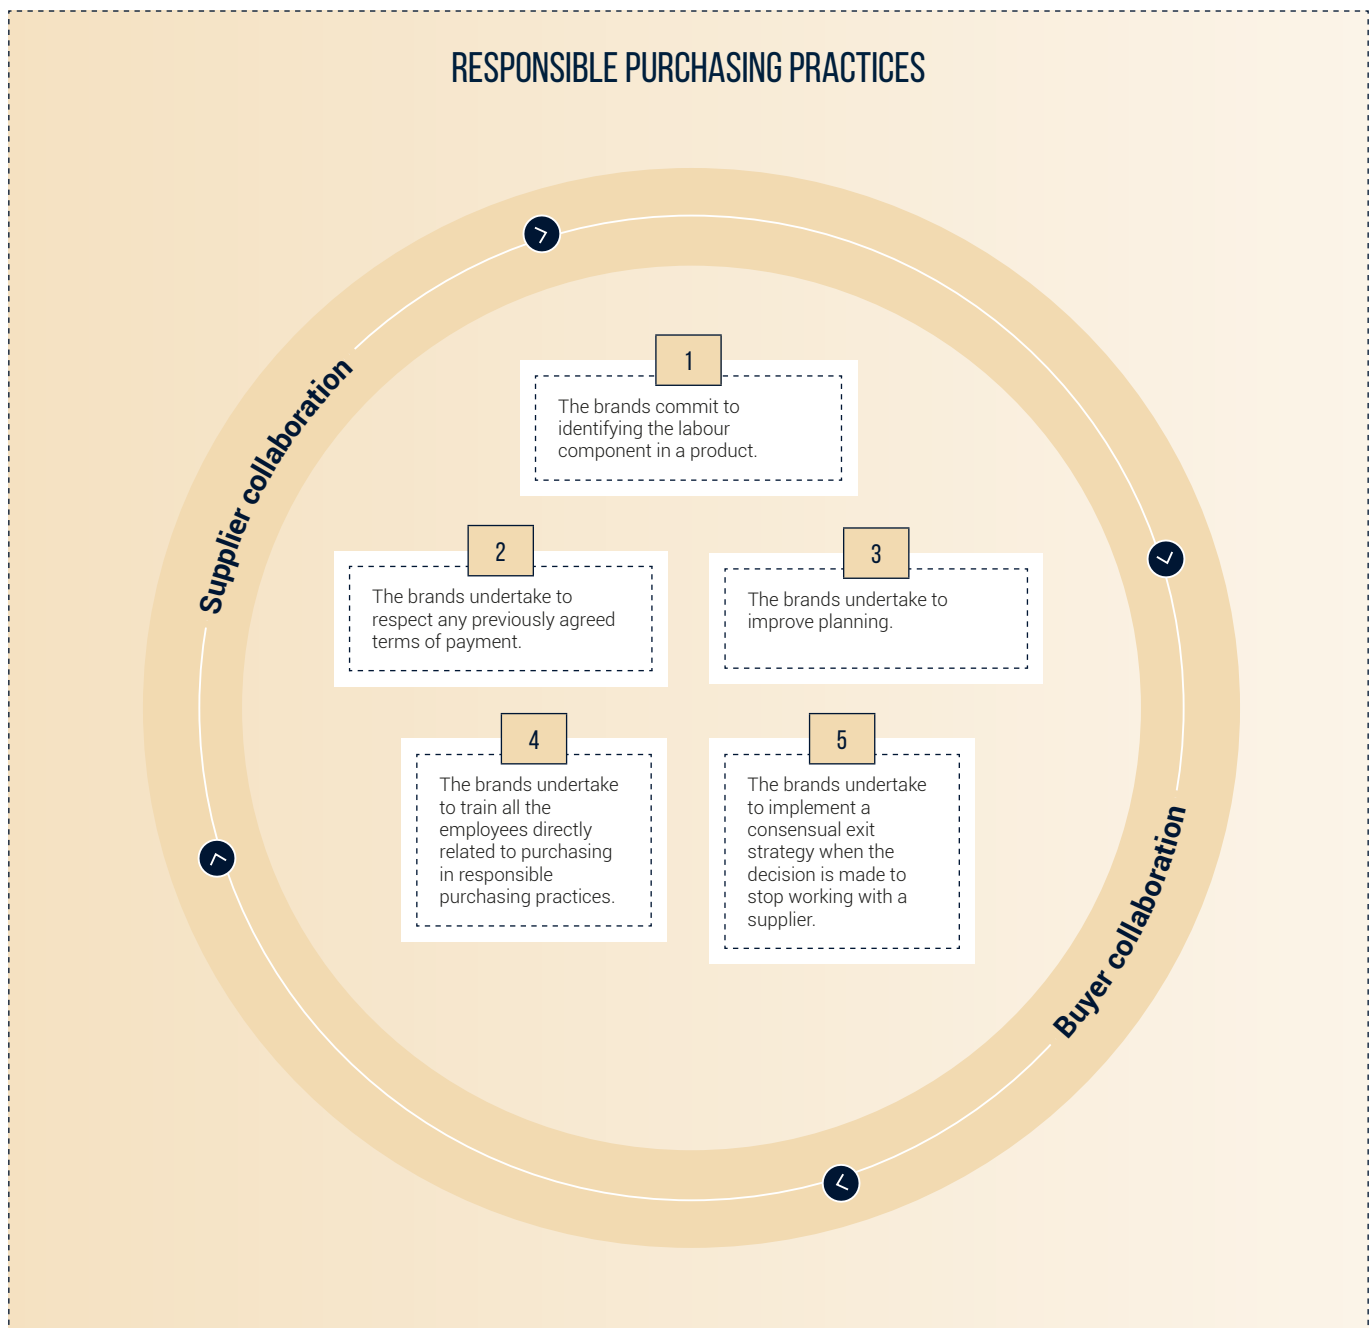 RESPONSIBLE PURCHASING PRACTICES
Supplier collaboration
1
The brands commit to
identifying the labour
component in a product.
2
The brands undertake to
respect any previously agreed
terms of payment.
3
The brands undertake to
improve planning.
4
The brands undertake
to train all the
employees directly
related to purchasing
in responsible
purchasing practices.
5
The brands undertake
to implement a
consensual exit
strategy when the
decision is made to
stop working with a
supplier.
Buyer collaboration